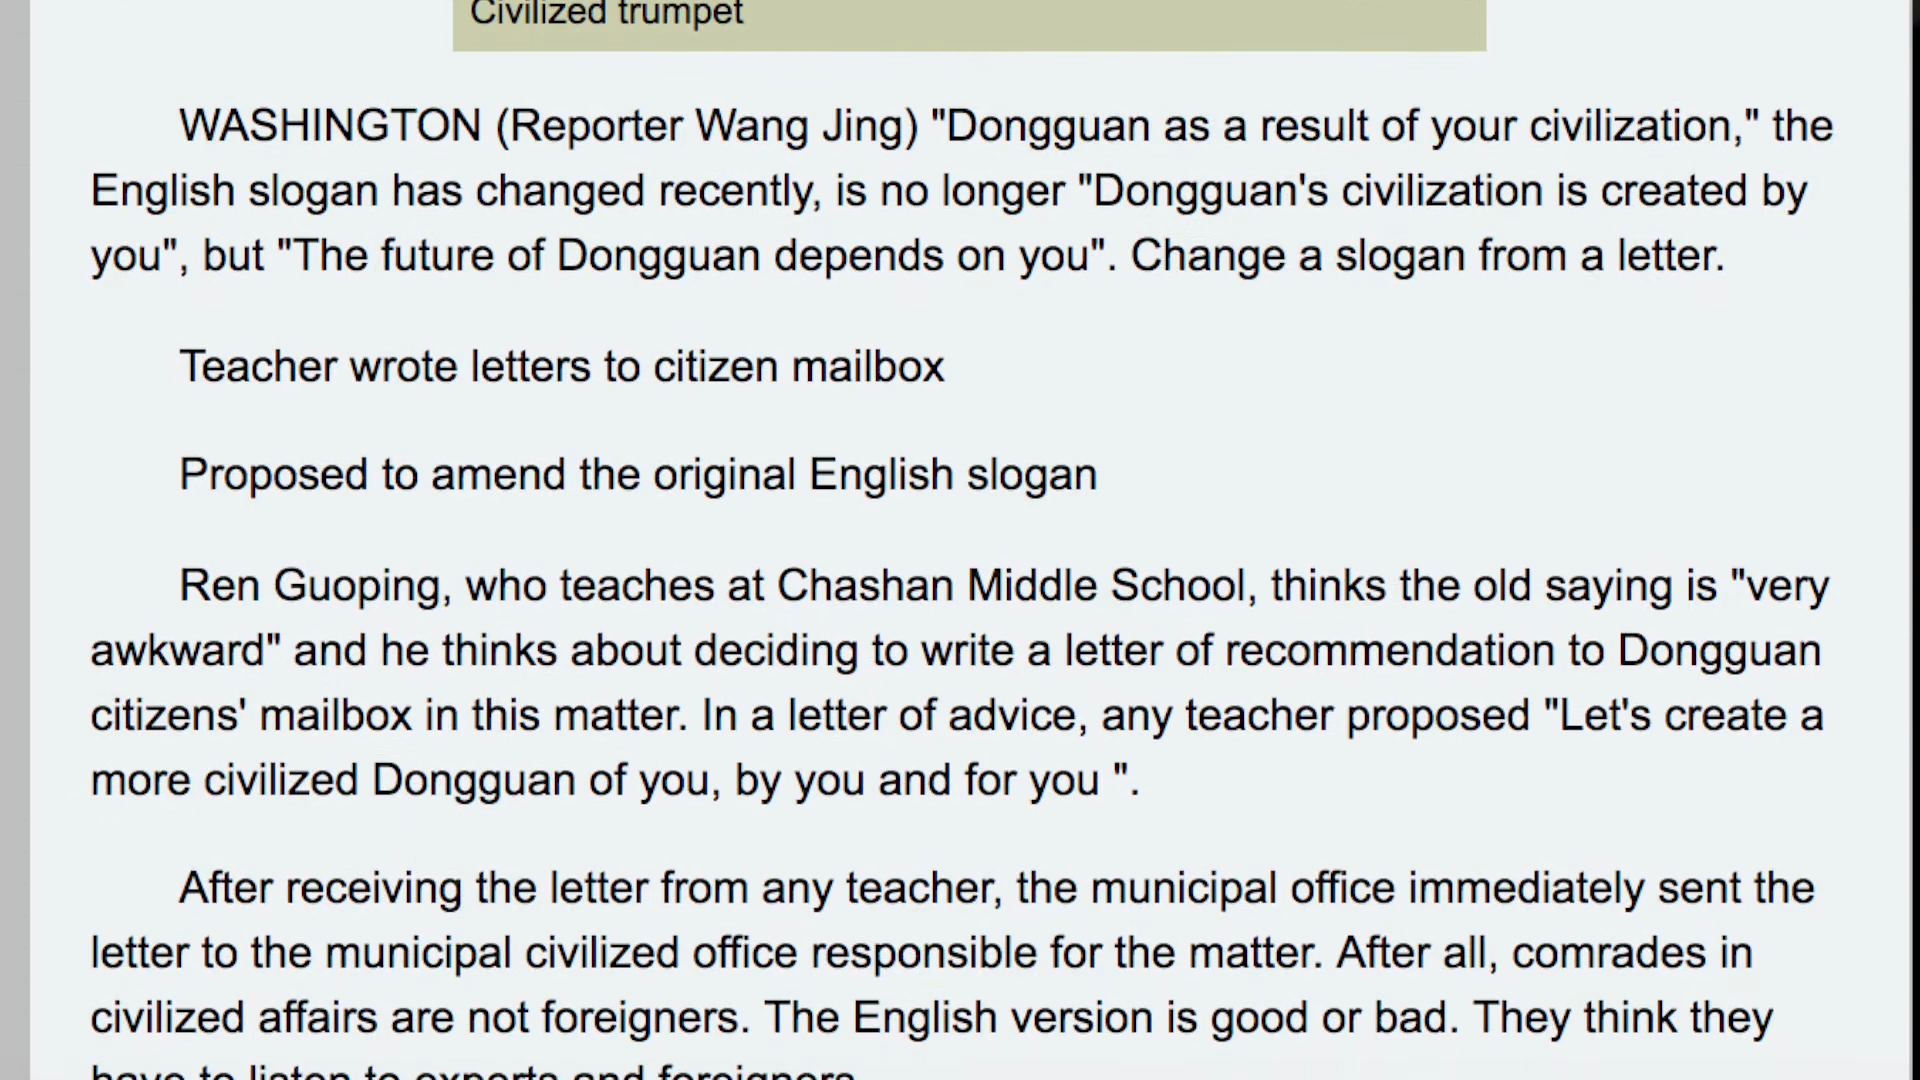 Civilized trumpet
WASHINGTON (Reporter Wang Jing) "Dongguan as a result of your civilization," the
English slogan has changed recently, is no longer "Dongguan's civilization is created by
you", but "The future of Dongguan depends on you". Change a slogan from a letter.
Teacher wrote letters to citizen mailbox
Proposed to amend the original English slogan
Ren Guoping, who teaches at Chashan Middle School, thinks the old saying is "very
awkward" and he thinks about deciding to write a letter of recommendation to Dongguan
citizens' mailbox in this matter. In a letter of advice, any teacher proposed "Let's create a
more civilized Dongguan of you, by you and for you ".
After receiving the letter from any teacher, the municipal office immediately sent the
letter to the municipal civilized office responsible for the matter. After all, comrades in
civilized affairs are not foreigners. The English version is good or bad. They think they
have to listen to experts and foreigners.